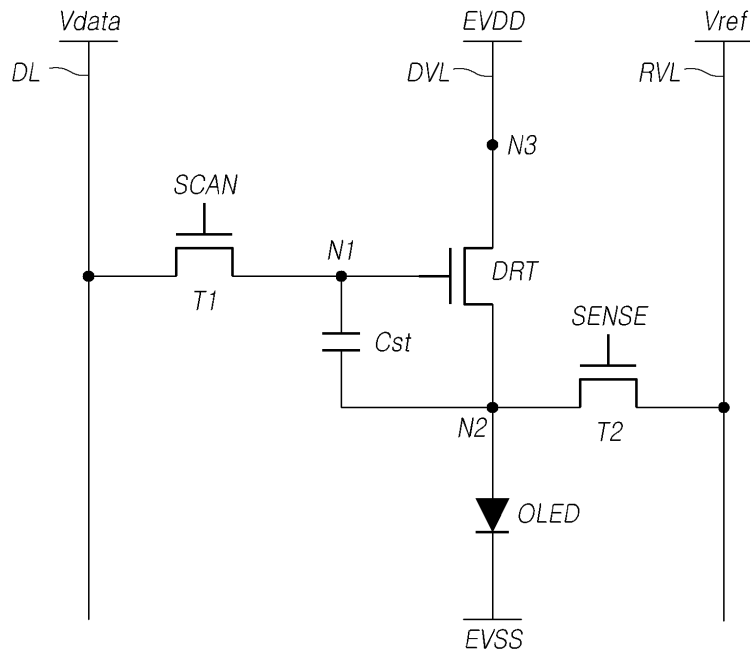 Vdata
EVDD
Vref
DL
DVL
RVL
N3
SCAN
N1
DRT
T1
SENSE
Cst
N2
T2
OLED
EVSS